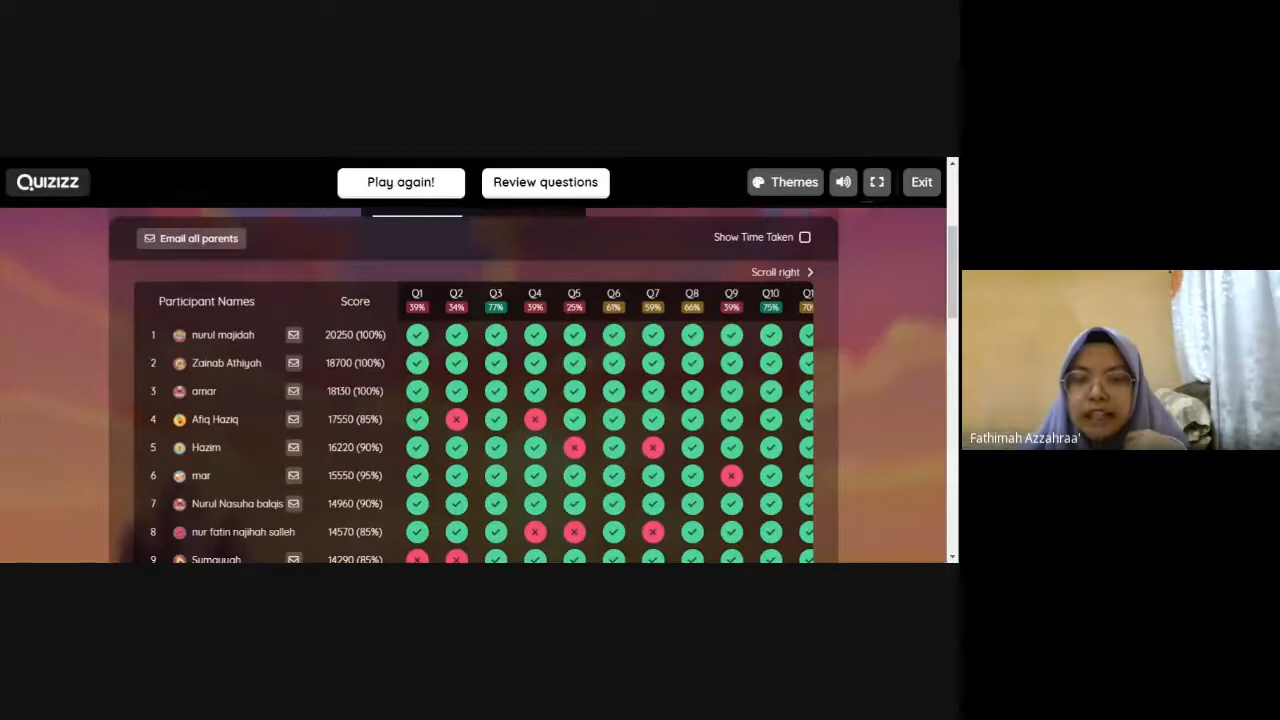 Quizizz
Play again!
Review questions
Themes
Exit
Email all parents
Show Time Taken
Scroll right
Participant Names Score Q1 Q2 Q3 Q4 Q5 Q6 Q7 Q8 Q9 Q10
39% 34% 77% 39% 25% 61% 59% 66% 39% 75%
1 nurul majidah 20250 (100%)
2 Zainab Athiyah 18700 (100%)
3 amar 18130 (100%)
4 Afiq Haziq 17550 (85%)
5 Hazim 16220 (90%)
6 mar 15550 (95%)
7 Nurul Nasuha balqis 14960 (90%)
8 nur fatin najihah salleh 14570 (85%)
9 Sumayyah 14290 (85%)
Fathimah Azzahraa'